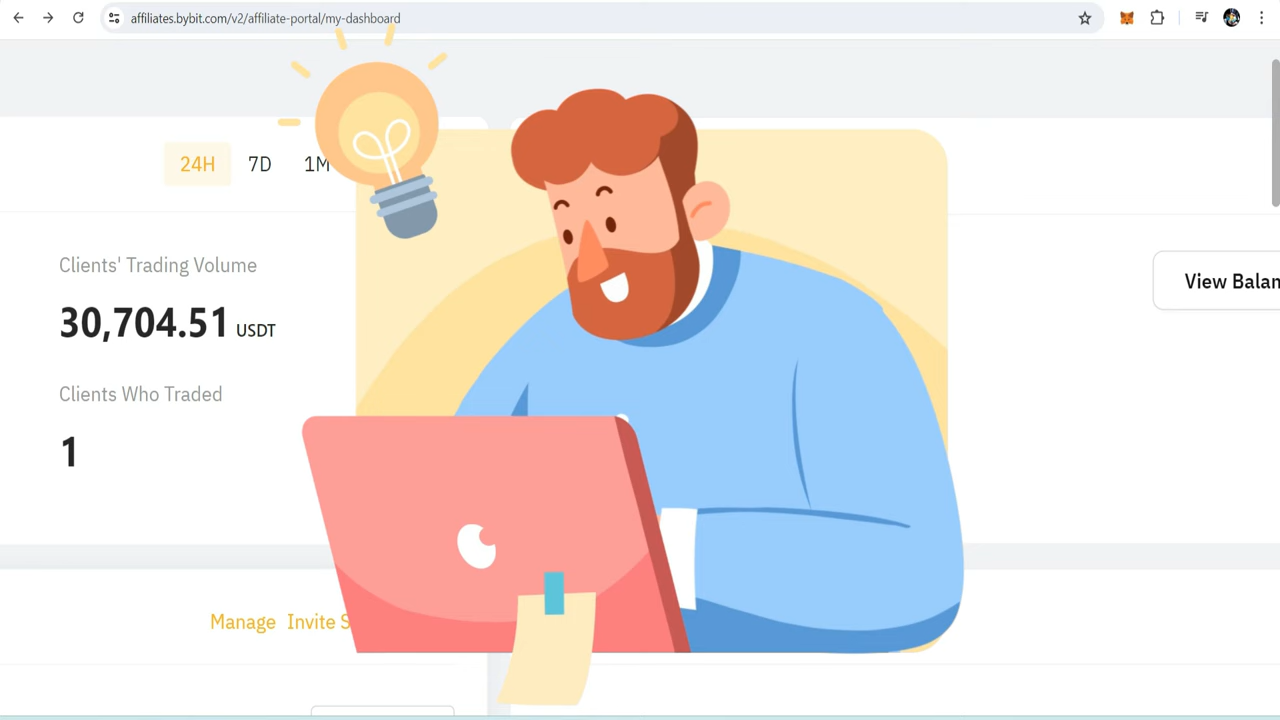 affiliates.bybit.com/v2/affiliate-portal/my-dashboard
24H 7D 1M
Clients' Trading Volume
30,704.51 USDT
View Balan
Clients Who Traded
1
Manage Invite S